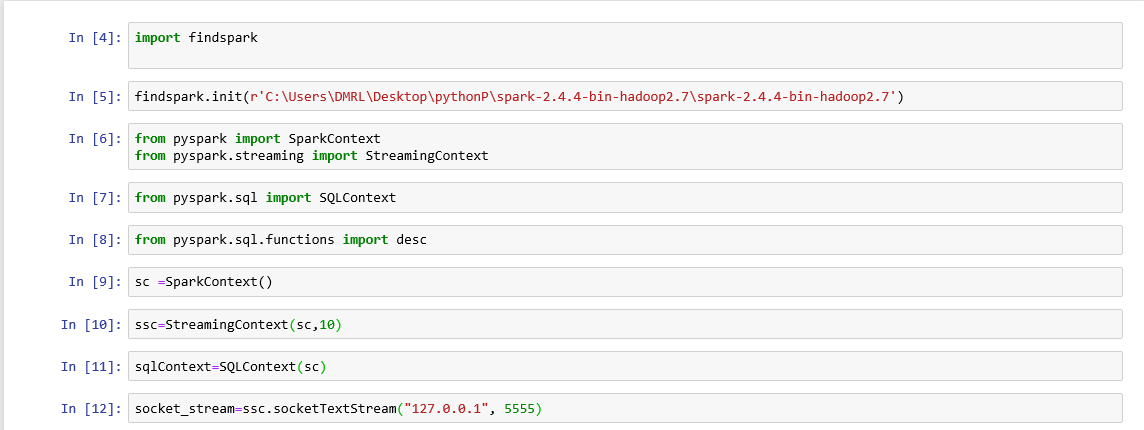 In [4]: import findspark
In [5]: findspark.init(r'C:\Users\DMRL\Desktop\pythonP\spark-2.4.4-bin-hadoop2.7\spark-2.4.4-bin-hadoop2.7')
In [6]: from pyspark import SparkContext
from pyspark.streaming import StreamingContext
In [7]: from pyspark.sql import SQLContext
In [8]: from pyspark.sql.functions import desc
In [9]: sc =SparkContext()
In [10]: ssc=StreamingContext(sc,10)
In [11]: sqlContext=SQLContext(sc)
In [12]: socket_stream=ssc.socketTextStream("127.0.0.1", 5555)